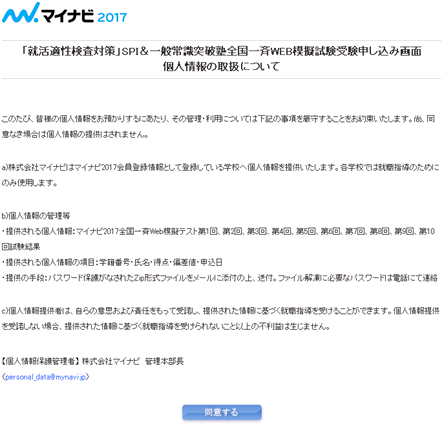 マイナビ 2017
「就活適性検査対策」SPI＆一般常識突破塾全国一斉WEB模擬試験受験申し込み画面
個人情報の取扱について
このたび、皆様の個人情報をお預かりするにあたり、その管理・利用については下記の事項を厳守することをお約束いたします。尚、同
意なき場合は個人情報の提供はされません。
a)株式会社マイナビはマイナビ2017会員登録情報として登録している学校へ個人情報を提供いたします。各学校では就職指導のために
のみ使用します。
b)個人情報の管理等
・提供される個人情報：マイナビ2017全国一斉Web模擬テスト第1回、第2回、第3回、第4回、第5回、第6回、第7回、第8回、第9回、第10
回試験結果
・提供される個人情報の項目：学籍番号・氏名・得点・偏差値・申込日
・提供の手段：パスワード保護がなされたZip形式ファイルをメールに添付の上、送付。ファイル解凍に必要なパスワードは電話にて連絡
c)個人情報提供者は、自らの意思および責任をもって受諾し、提供された情報に基づく就職指導を受けることができます。個人情報提供
を受諾しない場合、提供された情報に基づく就職指導を受けられないこと以上の不利益は生じません。
【個人情報保護管理者】 株式会社マイナビ　管理本部長
〈personal_data@mynavi.jp〉
同意する